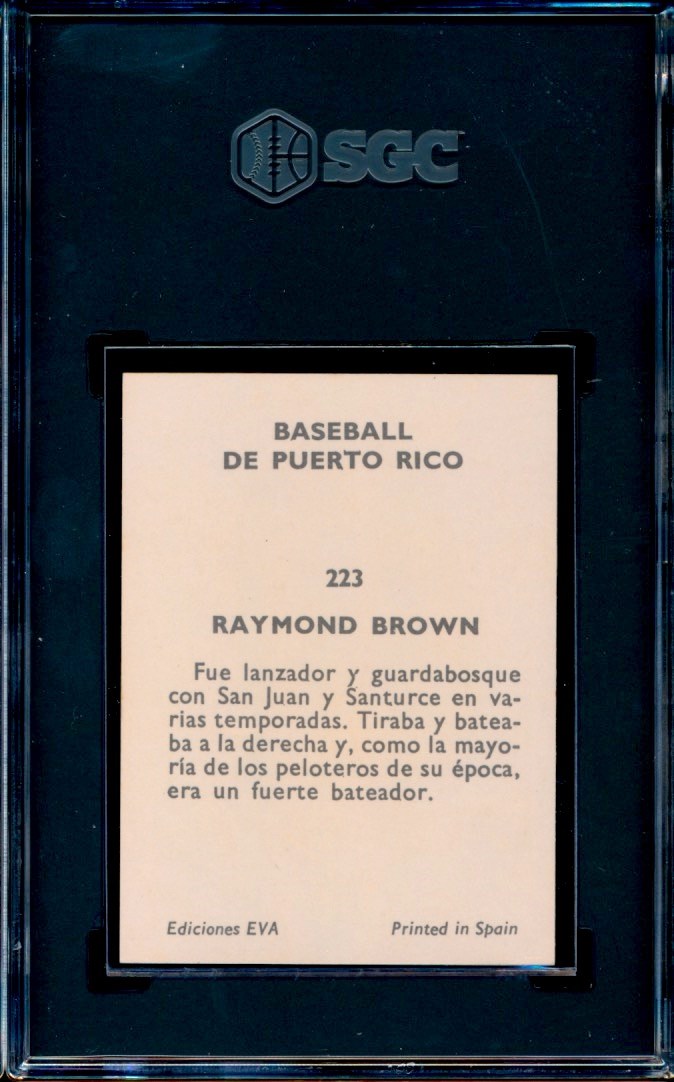 SGC
BASEBALL
DE PUERTO RICO
223
RAYMOND BROWN
Fue lanzador y guardabosque
con San Juan y Santurce en va-
rias temporadas. Tiraba y batea-
ba a la derecha y, como la mayo-
ría de los peloteros de su época,
era un fuerte bateador.
Ediciones EVA
Printed in Spain